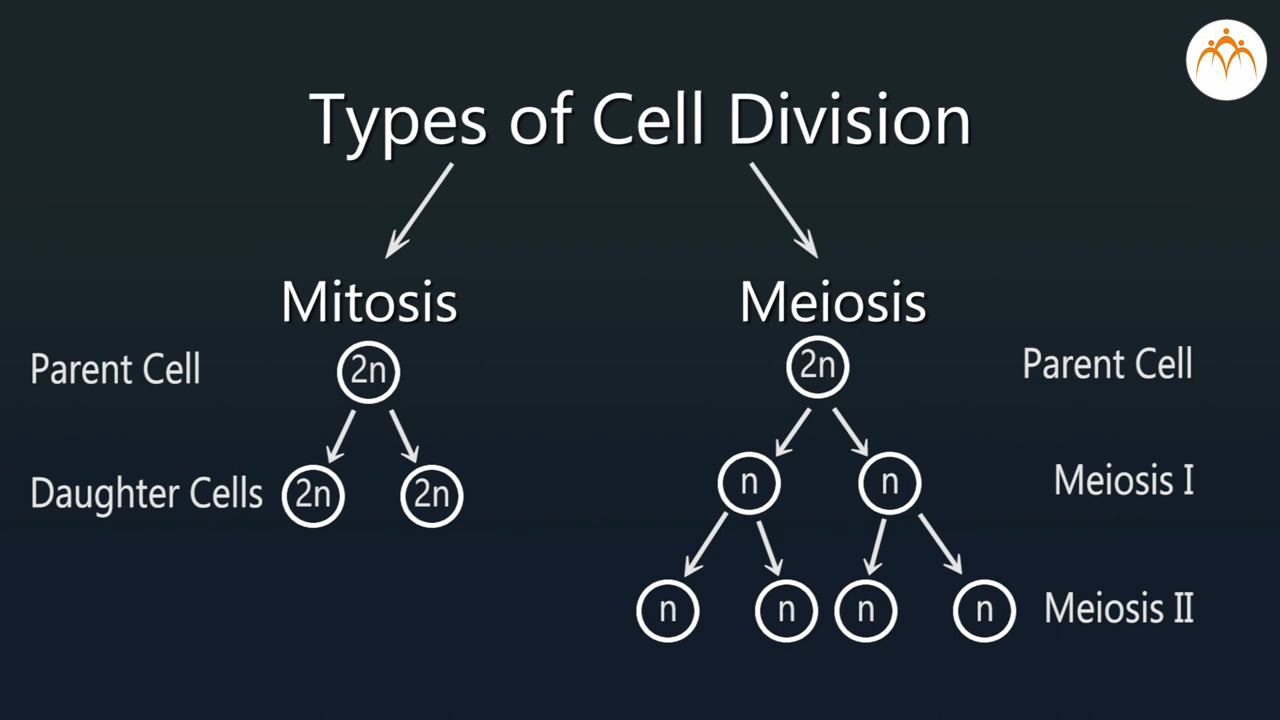 Types of Cell Division
Mitosis
Meiosis
Parent Cell
2n
2n
Parent Cell
n
n
Meiosis I
Daughter Cells
2n
2n
n
n
n
n
Meiosis II